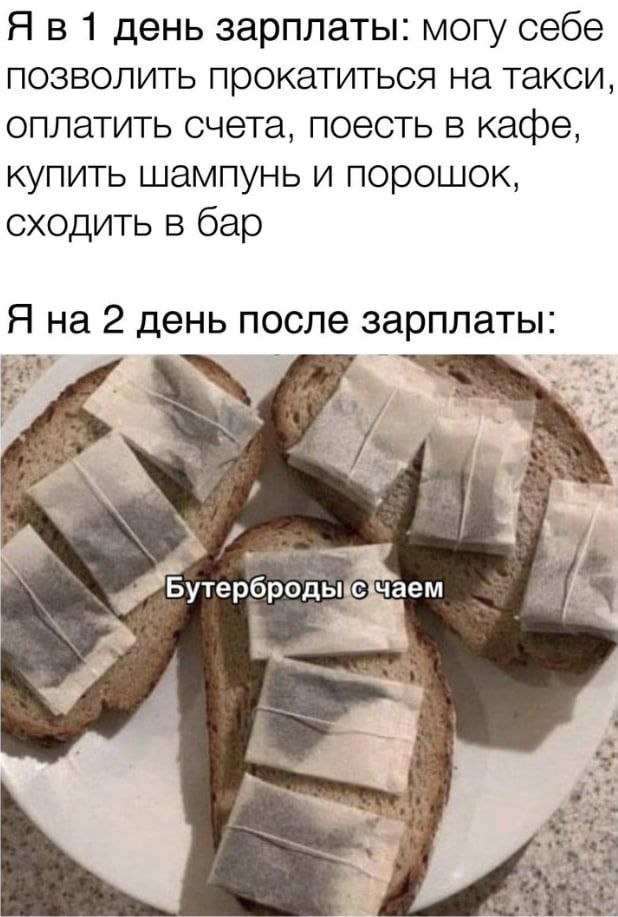 Я в 1 день зарплаты: могу себе
позволить прокатиться на такси,
оплатить счета, поесть в кафе,
купить шампунь и порошок,
сходить в бар
Я на 2 день после зарплаты:
Бутерброды с чаем